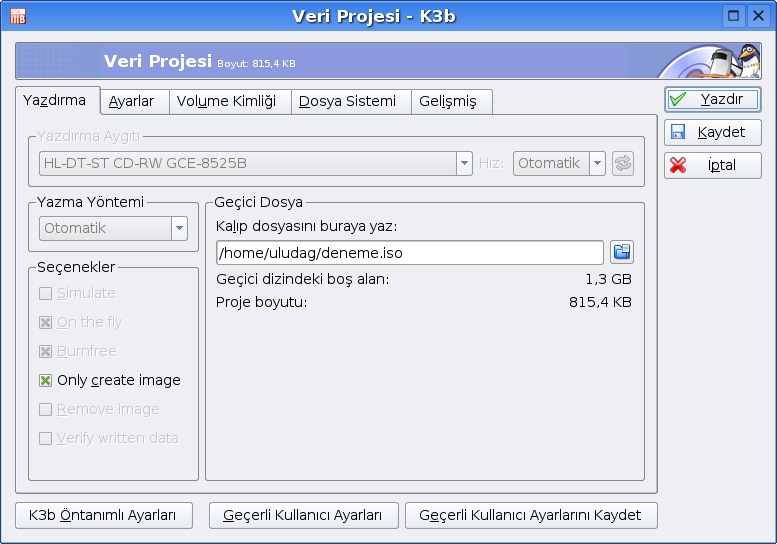 Veri Projesi - K3b
Veri Projesi Boyut: 815,4 KB
Yazdırma Ayarlar Volume Kimliği Dosya Sistemi Gelişmiş
Yazdır
Kaydet
İptal
Yazdırma Aygıtı
HL-DT-ST CD-RW GCE-8525B Hız: Otomatik
Yazma Yöntemi
Otomatik
Seçenekler
Simulate
On the fly
Burnfree
Only create image
Remove image
Verify written data
Geçici Dosya
Kalıp dosyasını buraya yaz:
/home/uludag/deneme.iso
Geçici dizindeki boş alan: 1,3 GB
Proje boyutu: 815,4 KB
K3b Öntanımlı Ayarları Geçerli Kullanıcı Ayarları Geçerli Kullanıcı Ayarlarını Kaydet